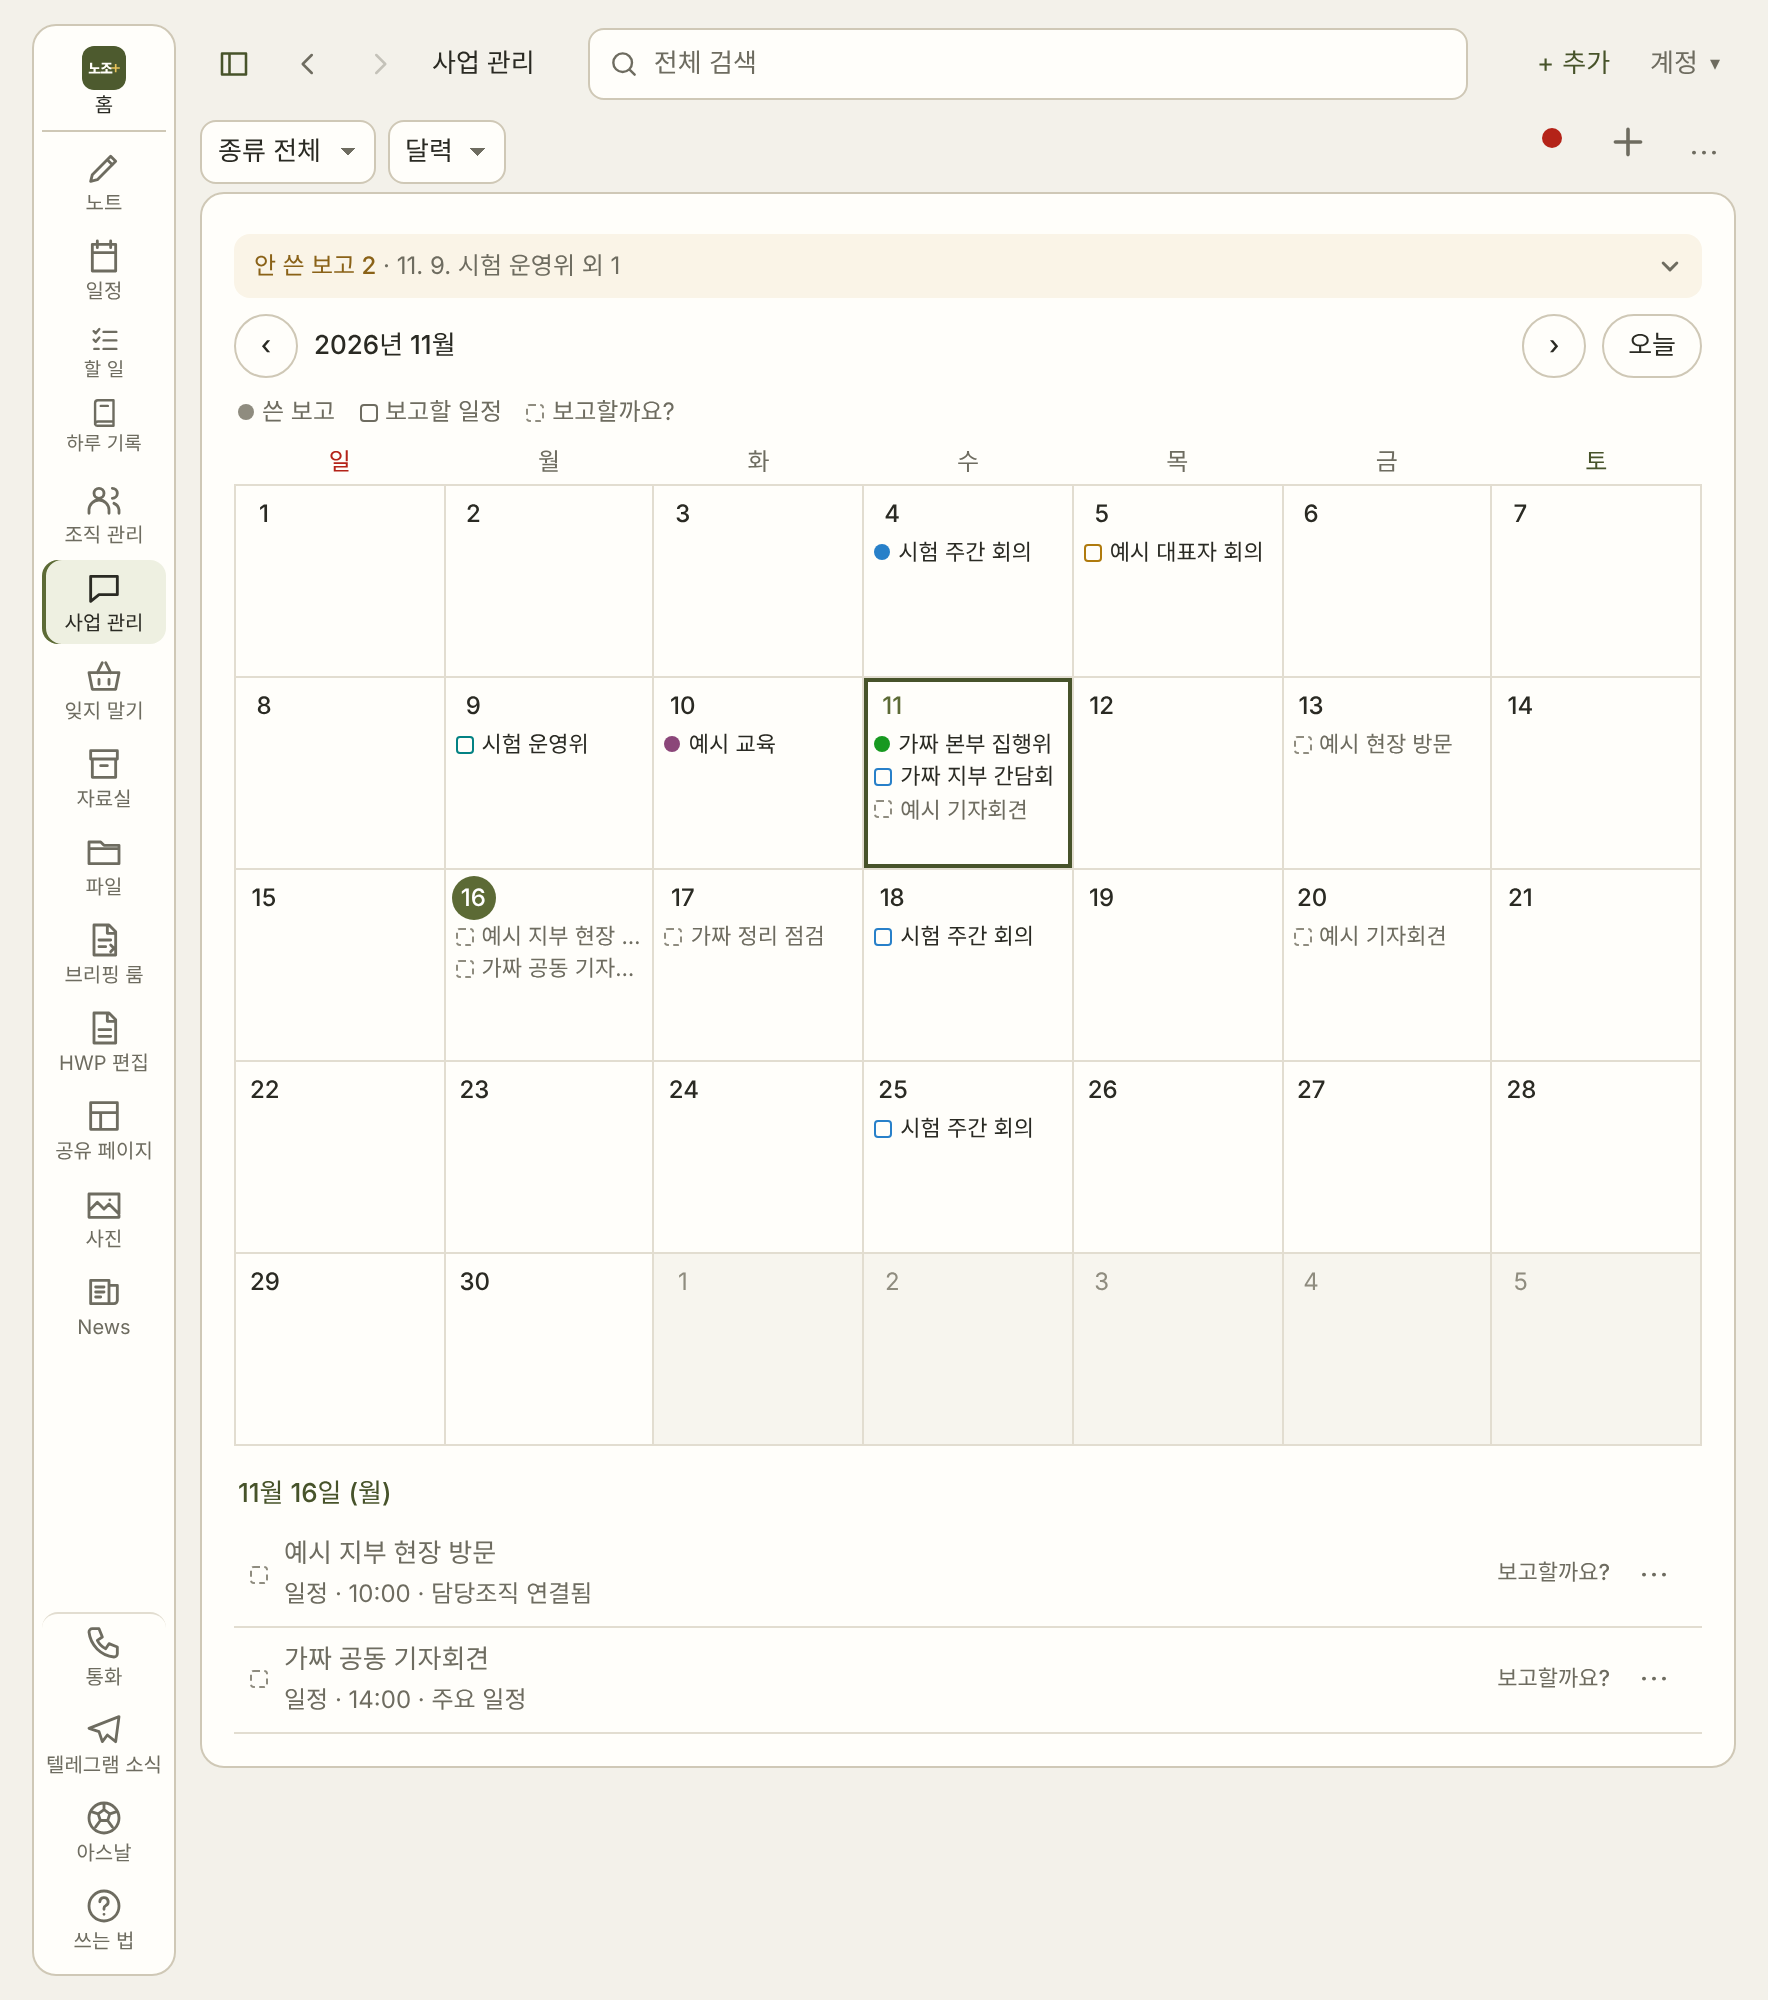 노조+
홈
노트
일정
할 일
하루 기록
조직 관리
사업 관리
잊지 말기
자료실
파일
브리핑 룸
HWP 편집
공유 페이지
사진
News
통화
텔레그램 소식
아스날
쓰는 법
사업 관리
전체 검색
+ 추가
계정 ▼
종류 전체
달력
...
안 쓴 보고 2 · 11. 9. 시험 운영위 외 1
‹ 2026년 11월 › 오늘
쓴 보고 보고할 일정 보고할까요?
일 월 화 수 목 금 토
1 2 3 4 5 6 7
시험 주간 회의 예시 대표자 회의
8 9 10 11 12 13 14
시험 운영위 예시 교육 가짜 본부 집행위 예시 현장 방문
가짜 지부 간담회
예시 기자회견
15 16 17 18 19 20 21
예시 지부 현장 ... 가짜 정리 점검 시험 주간 회의 예시 기자회견
가짜 공동 기자...
22 23 24 25 26 27 28
시험 주간 회의
29 30 1 2 3 4 5
11월 16일 (월)
예시 지부 현장 방문
일정 · 10:00 · 담당조직 연결됨
보고할까요? ...
가짜 공동 기자회견
일정 · 14:00 · 주요 일정
보고할까요? ...